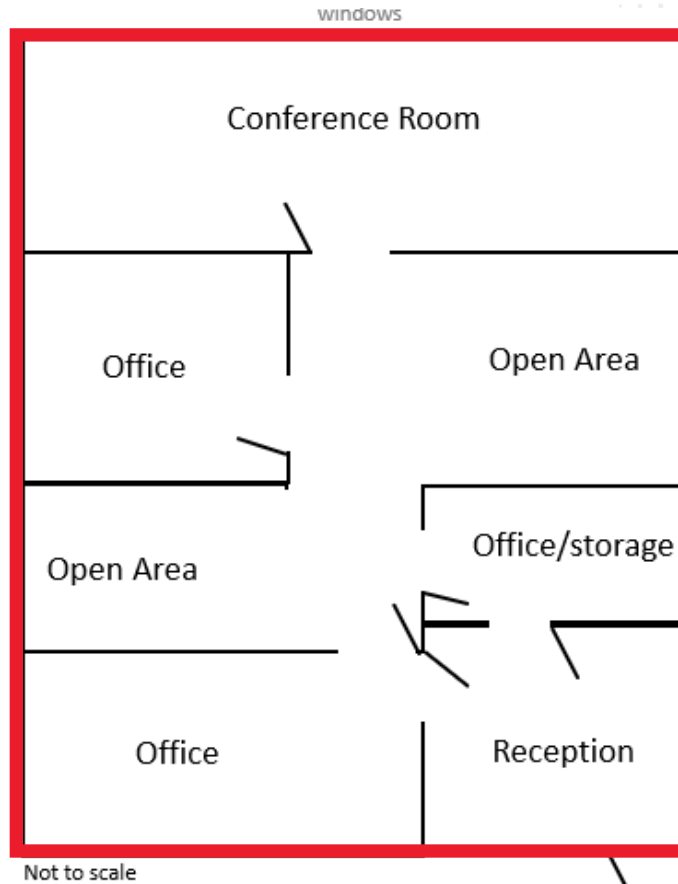 windows
Conference Room
Office
Open Area
Office/storage
Open Area
Office
Reception
Not to scale